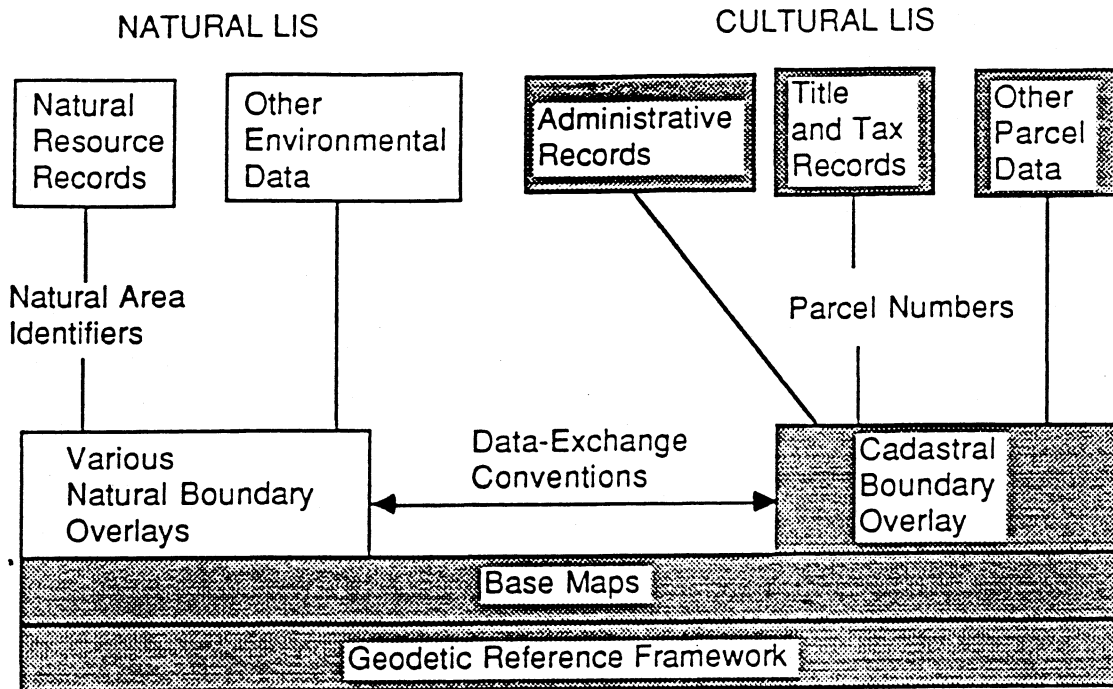 NATURAL LIS
CULTURAL LIS
Natural
Resource
Records
Other
Environmental
Data
Administrative
Records
Title
and Tax
Records
Other
Parcel
Data
Natural Area
Identifiers
Parcel Numbers
Various
Natural Boundary
Overlays
Data-Exchange
Conventions
Cadastral
Boundary
Overlay
Base Maps
Geodetic Reference Framework